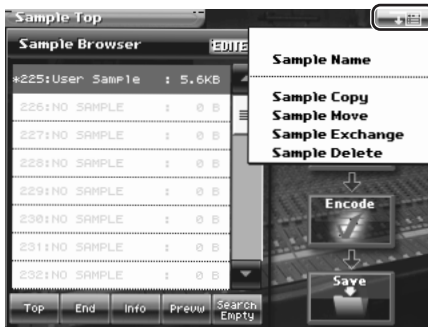 Sample Top
Sample Browser
*225:User Sample : 5.6KB
226:NO SAMPLE : 0 B
227:NO SAMPLE : 0 B
228:NO SAMPLE : 0 B
229:NO SAMPLE : 0 B
230:NO SAMPLE : 0 B
231:NO SAMPLE : 0 B
232:NO SAMPLE : 0 B
Top End Info Prevw Search Empty
Sample Name
Sample Copy
Sample Move
Sample Exchange
Sample Delete
Encode
Save